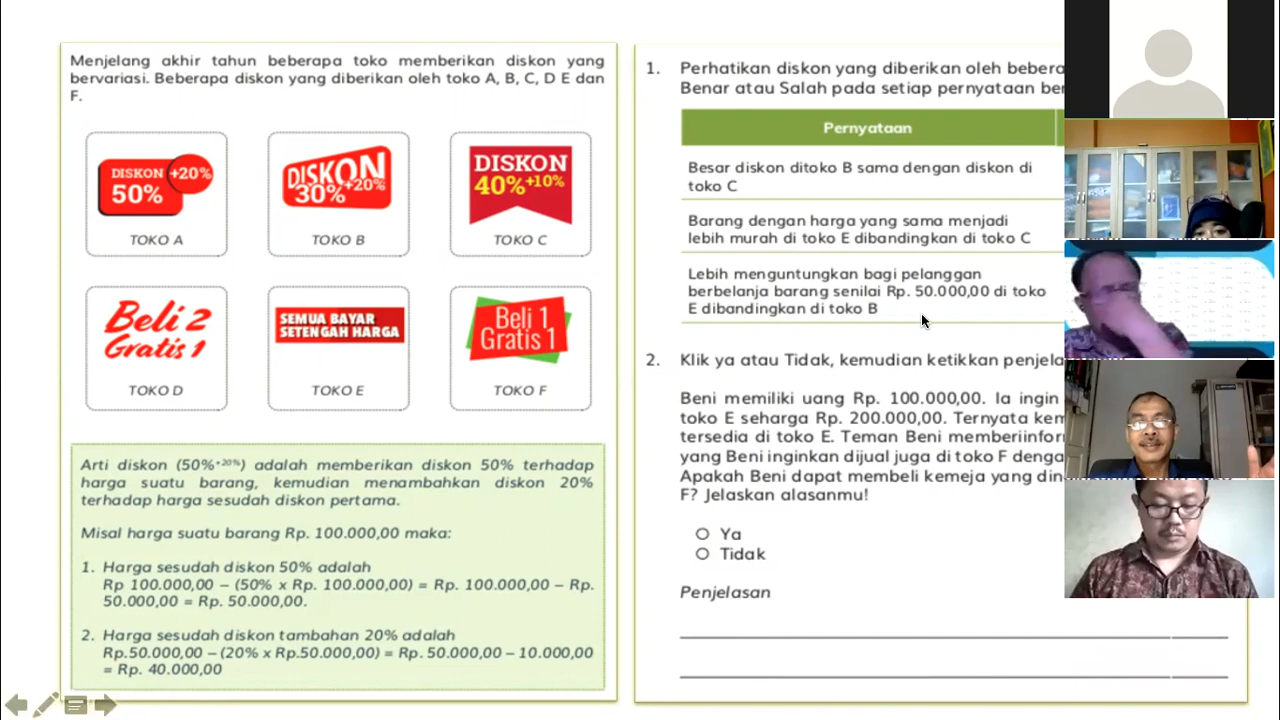 Menjelang akhir tahun beberapa toko memberikan diskon yang
bervariasi. Beberapa diskon yang diberikan oleh toko A, B, C, D E dan
F.
DISKON +20%
50%
TOKO A
DISKON
30% +20%
TOKO B
DISKON
40% +10%
TOKO C
Beli 2
Gratis 1
TOKO D
SEMUA BAYAR
SETENGAH HARGA
TOKO E
Beli 1
Gratis 1
TOKO F
Arti diskon (50%+20%) adalah memberikan diskon 50% terhadap
harga suatu barang, kemudian menambahkan diskon 20%
terhadap harga sesudah diskon pertama.
Misal harga suatu barang Rp. 100.000,00 maka:
1. Harga sesudah diskon 50% adalah
Rp 100.000,00 – (50% x Rp. 100.000,00) = Rp. 100.000,00 – Rp.
50.000,00 = Rp. 50.000,00.
2. Harga sesudah diskon tambahan 20% adalah
Rp.50.000,00 – (20% x Rp.50.000,00) = Rp. 50.000,00 – 10.000,00
= Rp. 40.000,00
1. Perhatikan diskon yang diberikan oleh
Benar atau Salah pada setiap pernyataan
Pernyataan
Besar diskon ditoko B sama dengan diskon di
toko C
Barang dengan harga yang sama menjadi
lebih murah di toko E dibandingkan di toko C
Lebih menguntungkan bagi pelanggan
berbelanja barang senilai Rp. 50.000,00 di toko
E dibandingkan di toko B
2. Klik ya atau Tidak, kemudian ketikkan
Beni memiliki uang Rp. 100.000,00. Ia ingin
toko E seharga Rp. 200.000,00. Ternyata
tersedia di toko E. Teman Beni
yang Beni inginkan dijual juga di toko F
Apakah Beni dapat membeli kemeja yang
F? Jelaskan alasanmu!
Ya
Tidak
Penjelasan